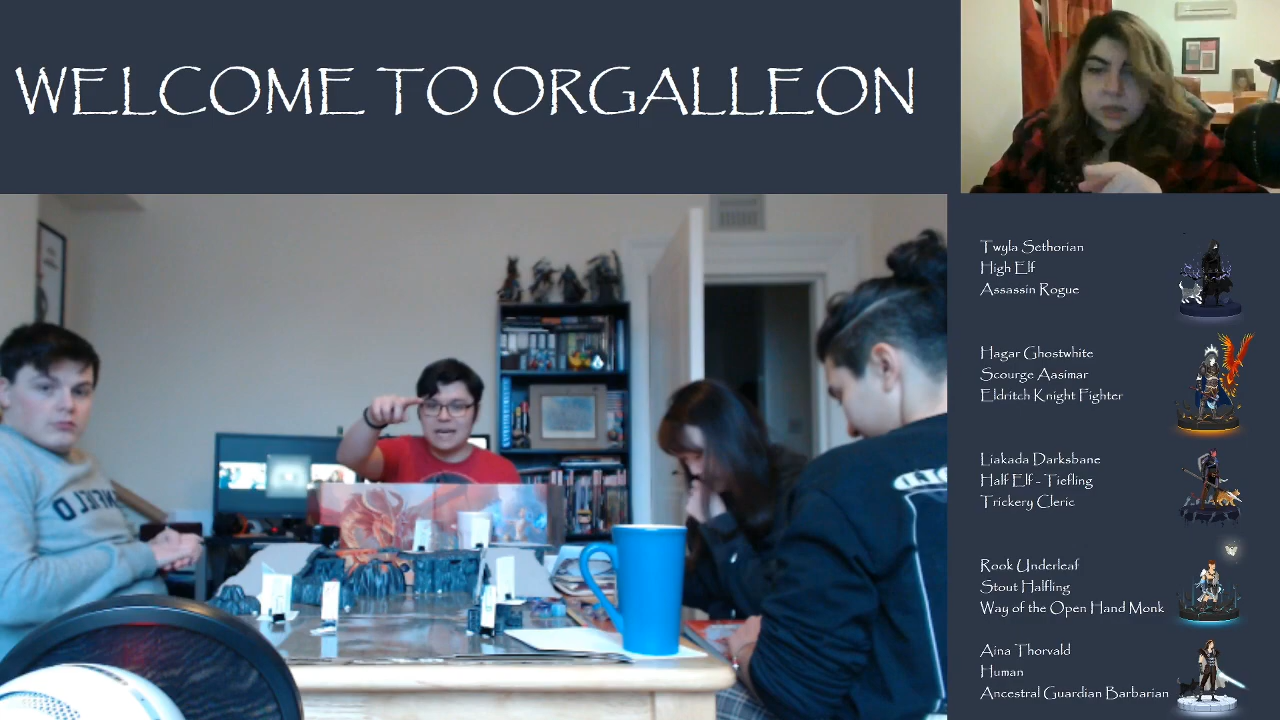 WELCOME TO ORGALLEON
Twyla Sethorian
High Elf
Assassin Rogue
Hagar Ghostwhite
Scourge Aasimar
Eldritch Knight Fighter
Liakada Darksbane
Half Elf - Tiefling
Trickery Cleric
Rook Underleaf
Stout Halfling
Way of the Open Hand Monk
Aina Thorvald
Human
Ancestral Guardian Barbarian